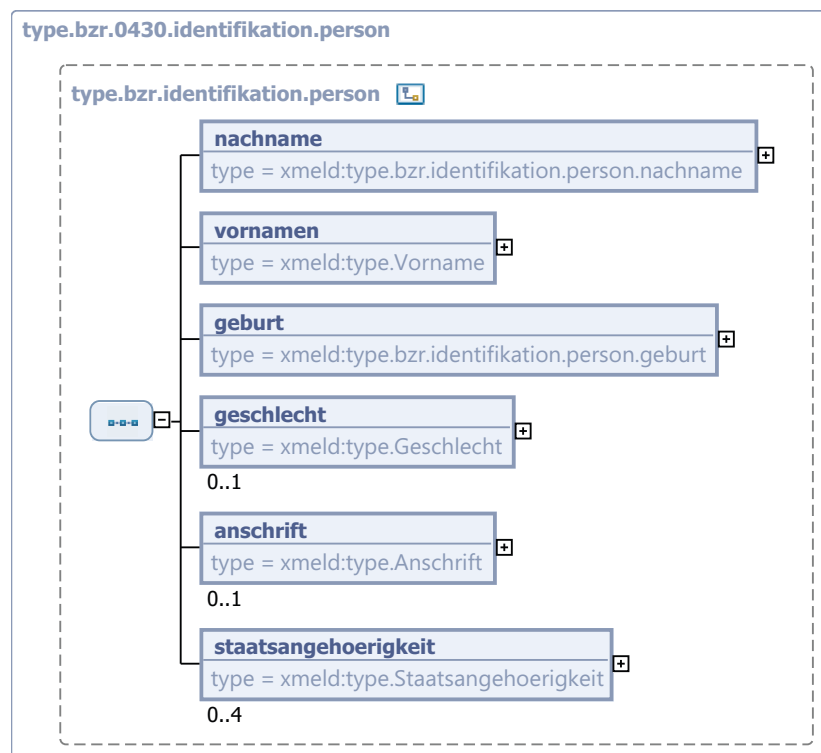 type.bzr.0430.identifikation.person
type.bzr.identifikation.person
nachname
type = xmeld:type.bzr.identifikation.person.nachname
vornamen
type = xmeld:type.Vorname
geburt
type = xmeld:type.bzr.identifikation.person.geburt
geschlecht
type = xmeld:type.Geschlecht
0..1
anschrift
type = xmeld:type.Anschrift
0..1
staatsangehoerigkeit
type = xmeld:type.Staatsangehoerigkeit
0..4